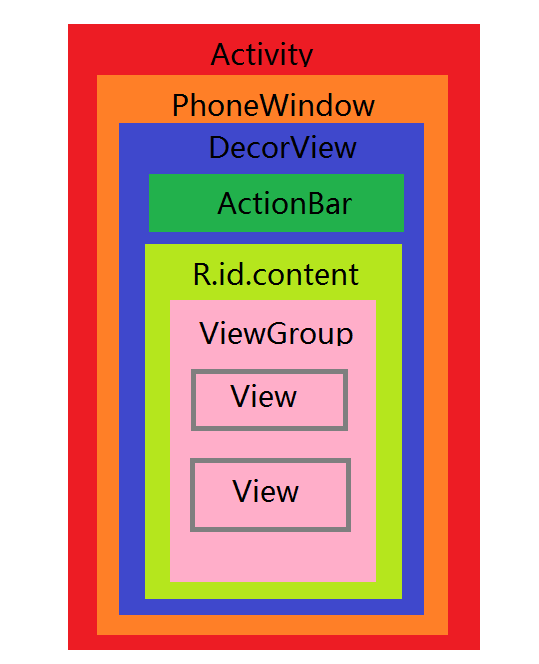 Activity
PhoneWindow
DecorView
ActionBar
R.id.content
ViewGroup
View
View